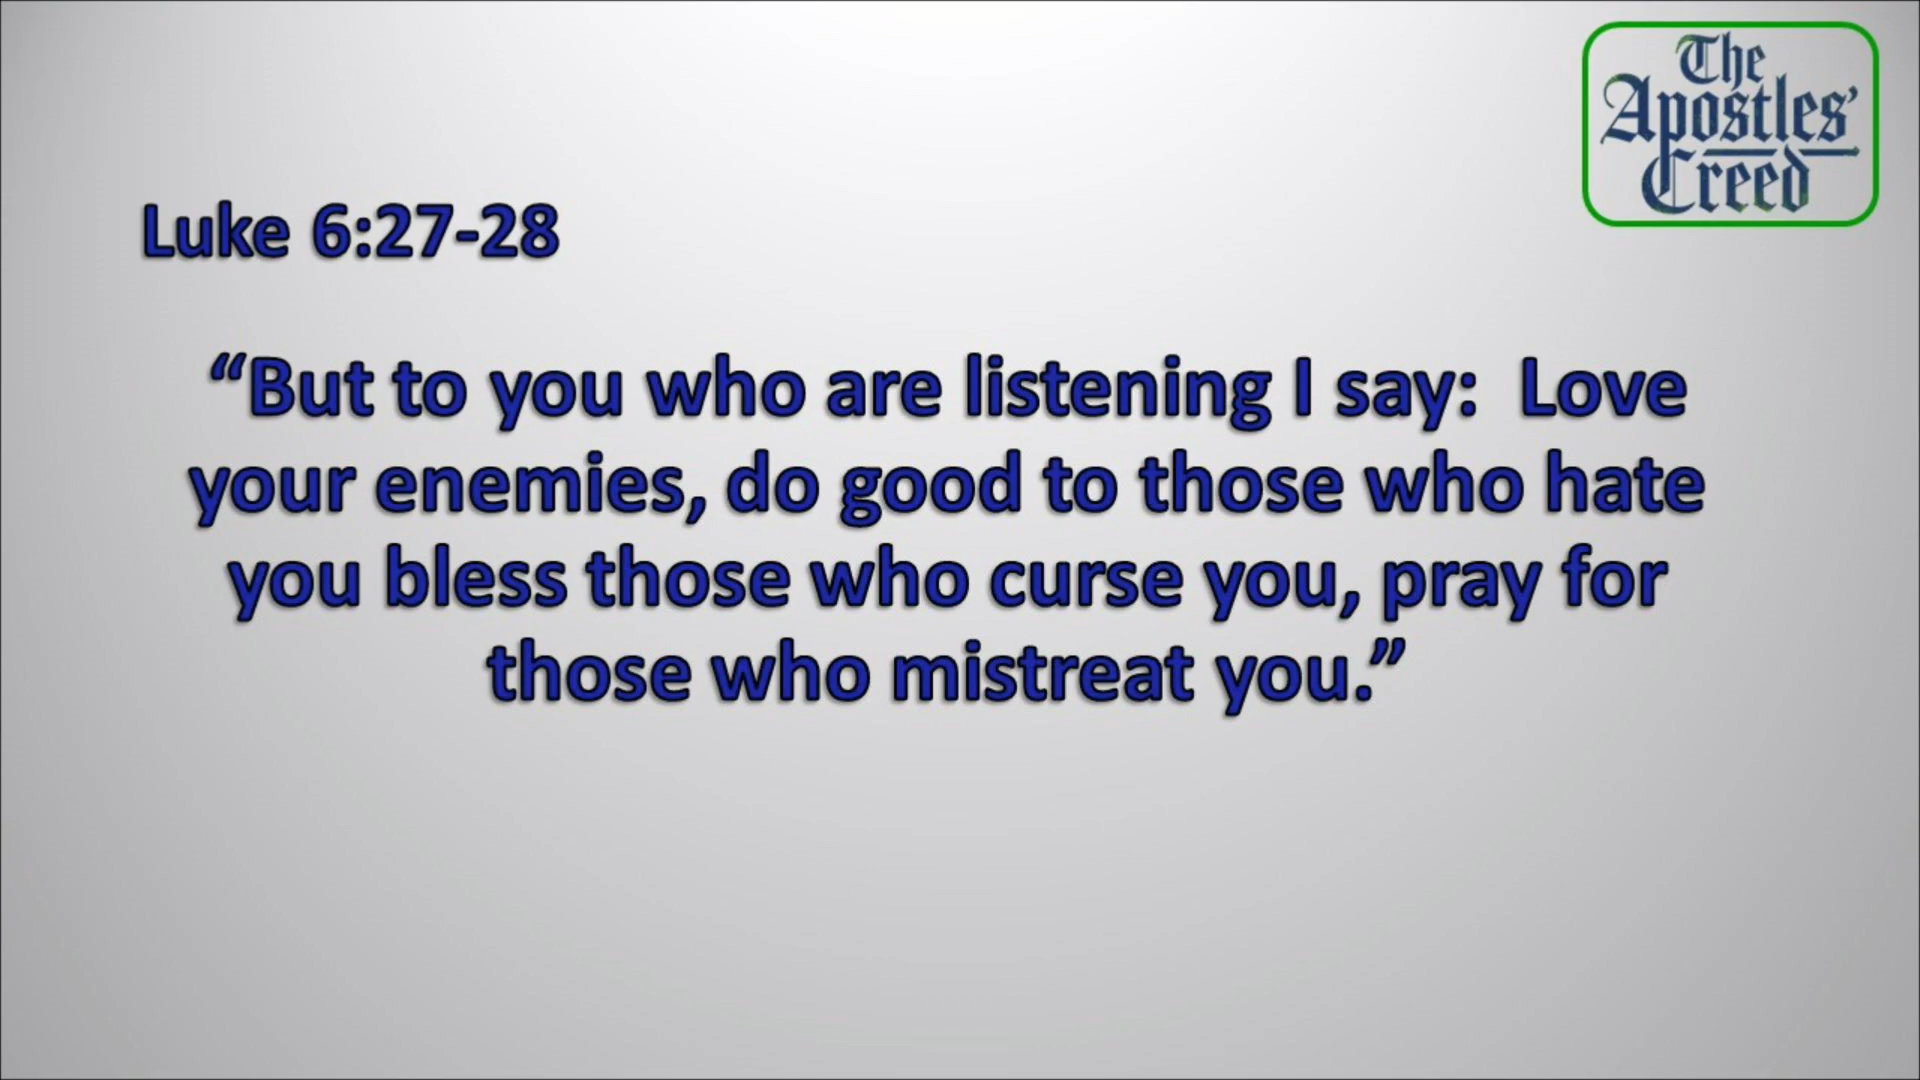 The
Apostles’
Creed
Luke 6:27-28
“But to you who are listening I say:  Love
your enemies, do good to those who hate
you bless those who curse you, pray for
those who mistreat you.”